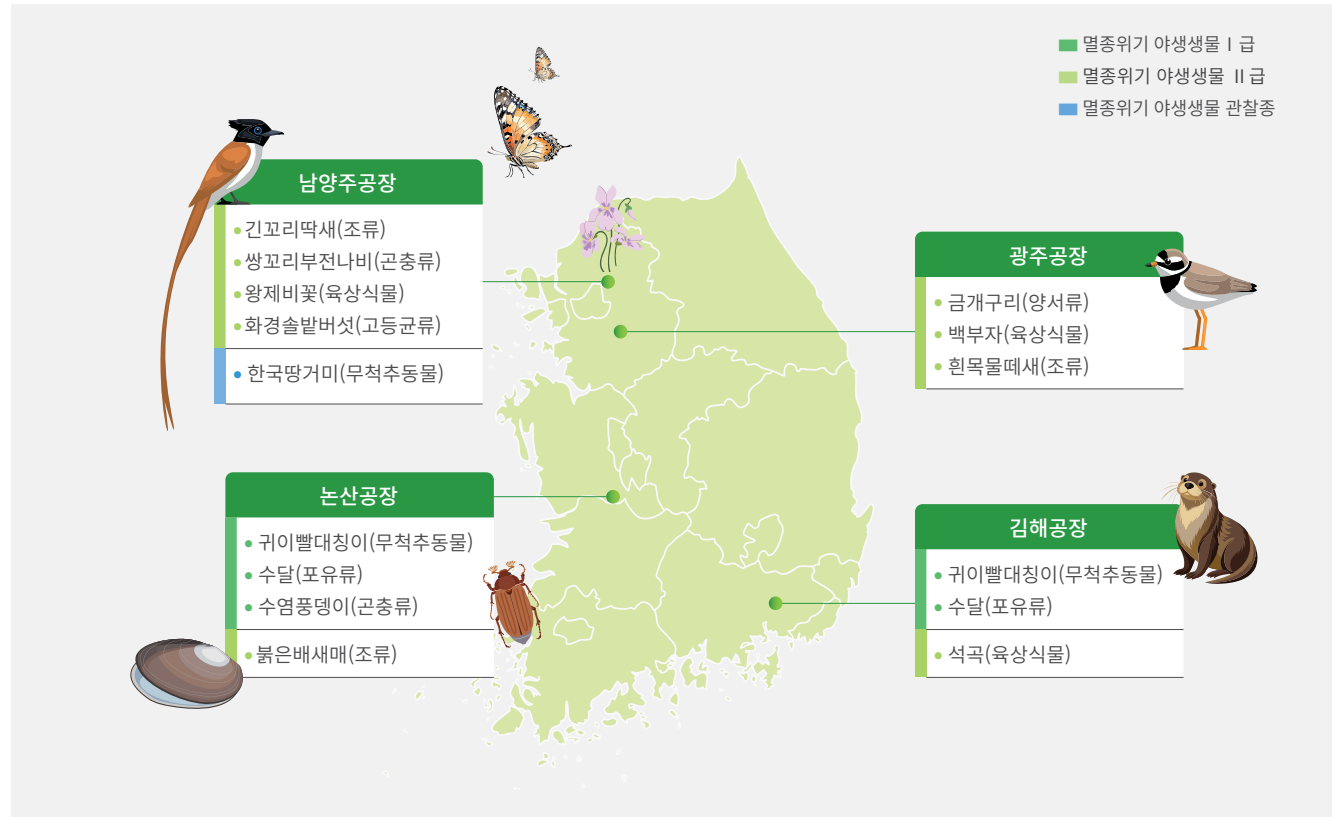 멸종위기 야생생물 Ⅰ급
멸종위기 야생생물 Ⅱ급
멸종위기 야생생물 관찰종
남양주공장
긴꼬리딱새(조류)
쌍꼬리부전나비(곤충류)
왕제비꽃(육상식물)
화경솔밭버섯(고등균류)
한국땅거미(무척추동물)
광주공장
금개구리(양서류)
백부자(육상식물)
흰목물떼새(조류)
논산공장
귀이빨대칭이(무척추동물)
수달(포유류)
수염풍뎅이(곤충류)
붉은배새매(조류)
김해공장
귀이빨대칭이(무척추동물)
수달(포유류)
석곡(육상식물)